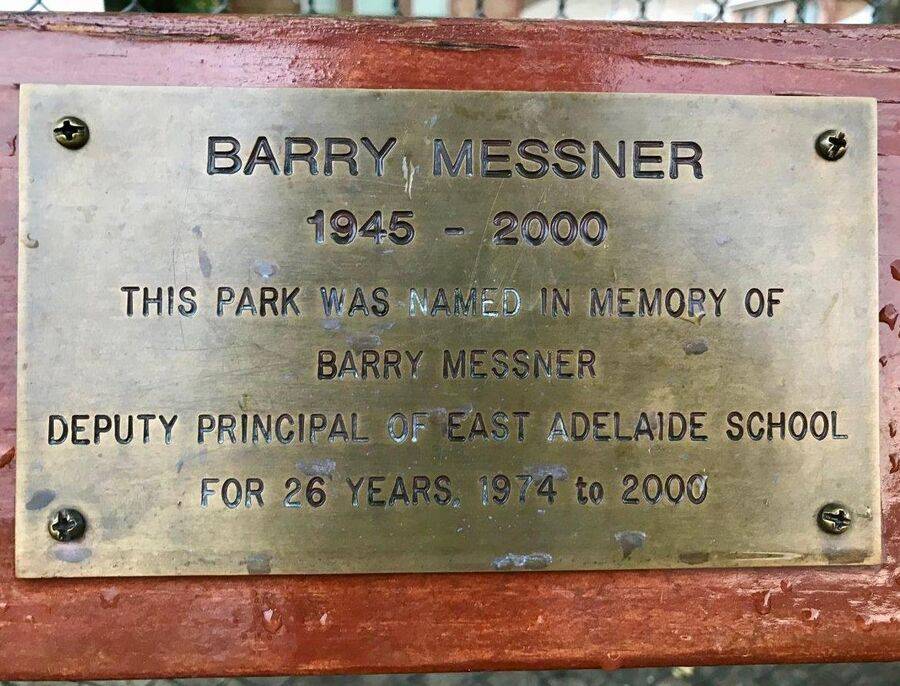 BARRY MESSNER
1945 - 2000
THIS PARK WAS NAMED IN MEMORY OF
BARRY MESSNER
DEPUTY PRINCIPAL OF EAST ADELAIDE SCHOOL
FOR 26 YEARS, 1974 to 2000